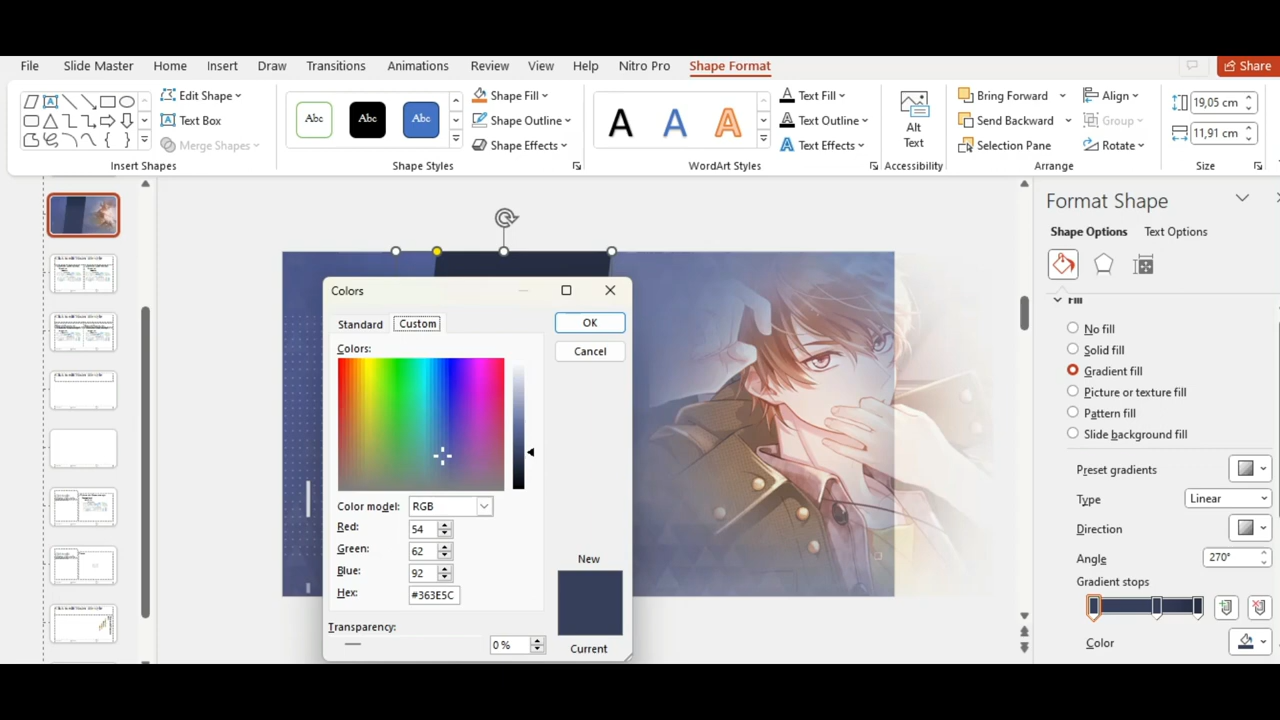 File Slide Master Home Insert Draw Transitions Animations Review View Help Nitro Pro Shape Format Share
Edit Shape
Text Box
Merge Shapes
Insert Shapes
Abc Abc Abc
Shape Fill
Shape Outline
Shape Effects
Shape Styles
A A A
Text Fill
Text Outline
Text Effects
WordArt Styles
Alt
Text
Accessibility
Bring Forward
Send Backward
Selection Pane
Align
Group
Rotate
Arrange
19,05 cm
11,91 cm
Size
Colors
Standard Custom
OK
Cancel
Colors:
Color model: RGB
Red: 54
Green: 62
Blue: 92
Hex: #363E5C
Transparency:
0 %
New
Current
Format Shape
Shape Options Text Options
Fill
No fill
Solid fill
Gradient fill
Picture or texture fill
Pattern fill
Slide background fill
Preset gradients
Type Linear
Direction
Angle 270°
Gradient stops
Color